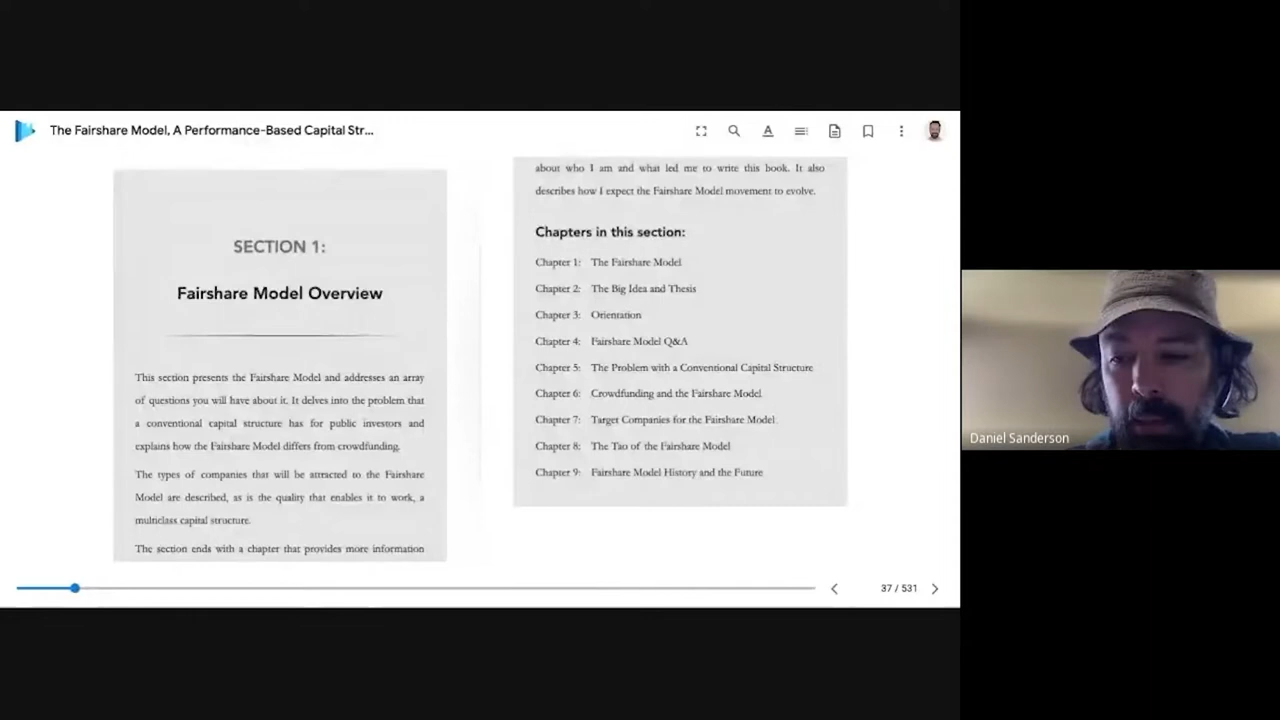 The Fairshare Model, A Performance-Based Capital Str...
SECTION 1:
Fairshare Model Overview
This section presents the Fairshare Model and addresses an array
of questions you will have about it. It delves into the problem that
a conventional capital structure has for public investors and
explains how the Fairshare Model differs from crowdfunding.
The types of companies that will be attracted to the Fairshare
Model are described, as is the quality that enables it to work, a
multiclass capital structure.
The section ends with a chapter that provides more information
about who I am and what led me to write this book. It also
describes how I expect the Fairshare Model movement to evolve.
Chapters in this section:
Chapter 1: The Fairshare Model
Chapter 2: The Big Idea and Thesis
Chapter 3: Orientation
Chapter 4: Fairshare Model Q&A
Chapter 5: The Problem with a Conventional Capital Structure
Chapter 6: Crowdfunding and the Fairshare Model
Chapter 7: Target Companies for the Fairshare Model
Chapter 8: The Tao of the Fairshare Model
Chapter 9: Fairshare Model History and the Future
37 / 531
Daniel Sanderson